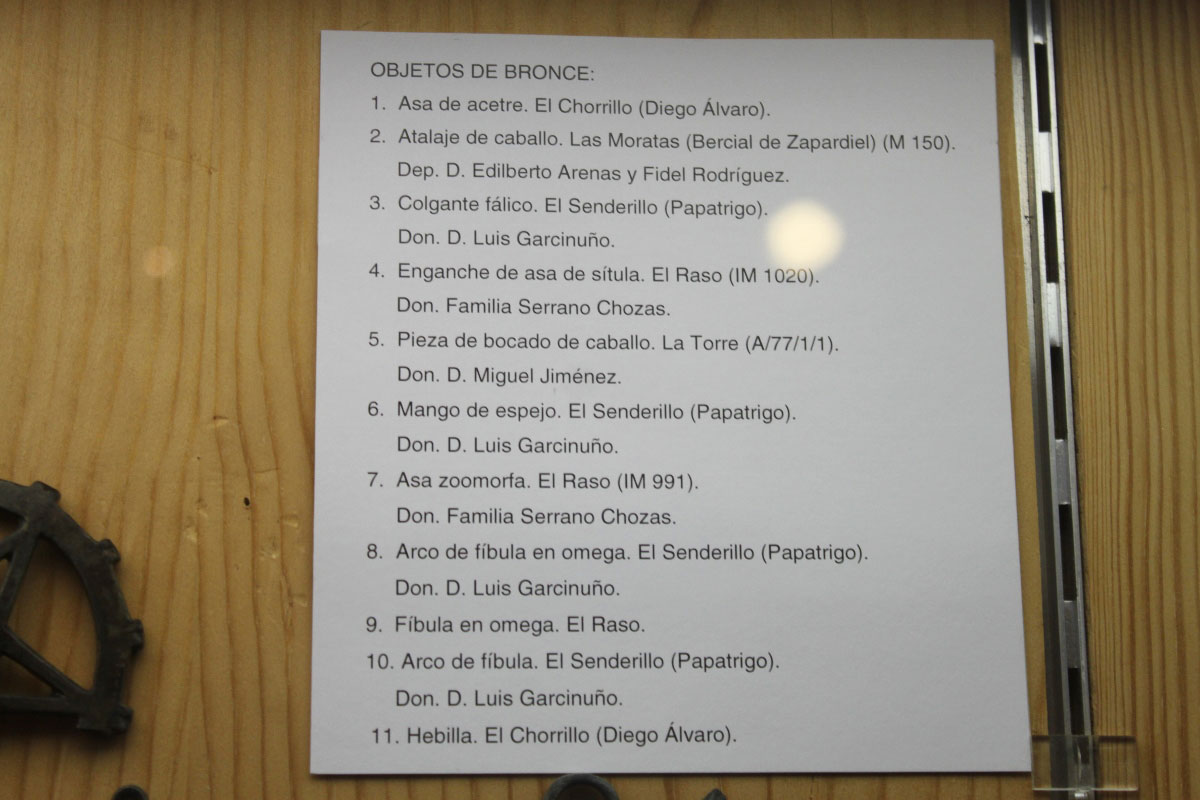 OBJETOS DE BRONCE:
1. Asa de acetre. El Chorrillo (Diego Álvaro).
2. Atalaje de caballo. Las Moratas (Bercial de Zapardiel) (M 150).
Dep. D. Edilberto Arenas y Fidel Rodríguez.
3. Colgante fálico. El Senderillo (Papatrigo).
Don. D. Luis Garcinuño.
4. Enganche de asa de sítula. El Raso (IM 1020).
Don. Familia Serrano Chozas.
5. Pieza de bocado de caballo. La Torre (A/77/1/1).
Don. D. Miguel Jiménez.
6. Mango de espejo. El Senderillo (Papatrigo).
Don. D. Luis Garcinuño.
7. Asa zoomorfa. El Raso (IM 991).
Don. Familia Serrano Chozas.
8. Arco de fíbula en omega. El Senderillo (Papatrigo).
Don. D. Luis Garcinuño.
9. Fíbula en omega. El Raso.
10. Arco de fíbula. El Senderillo (Papatrigo).
Don. D. Luis Garcinuño.
11. Hebilla. El Chorrillo (Diego Álvaro).